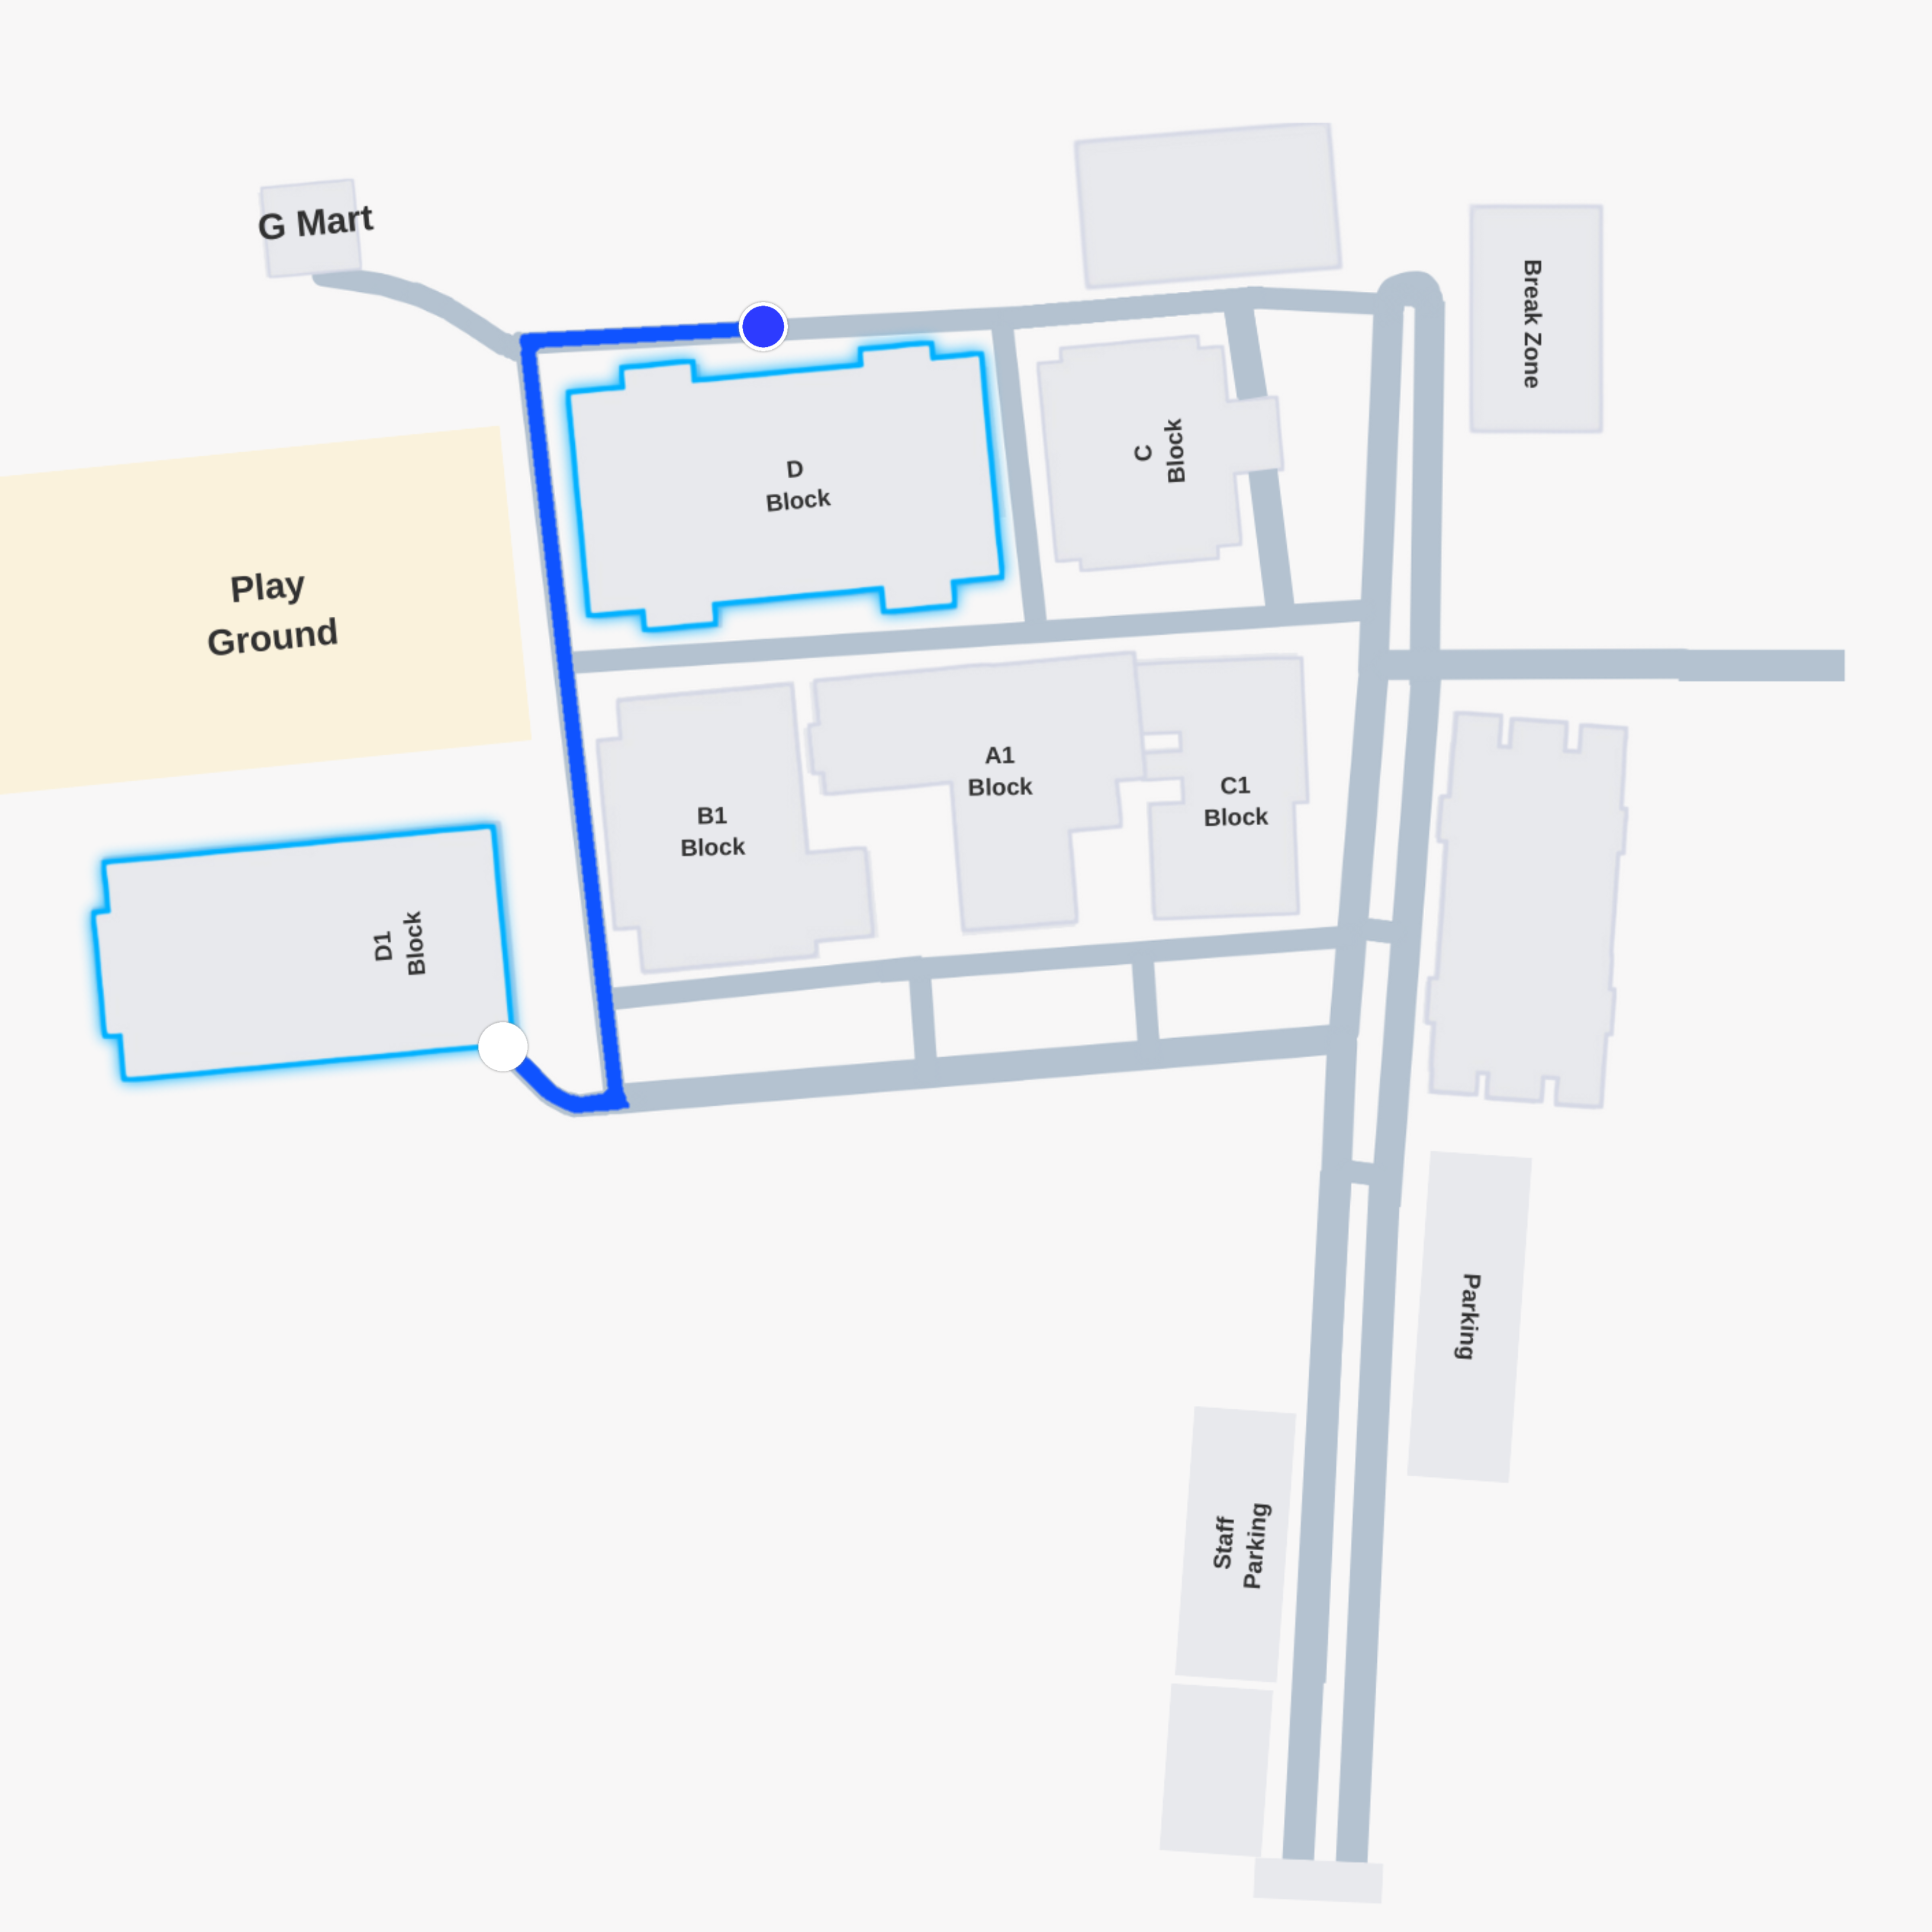 G Mart
Break Zone
D
Block
C
Block
Play
Ground
A1
Block
C1
Block
B1
Block
D1
Block
Parking
Staff
Parking